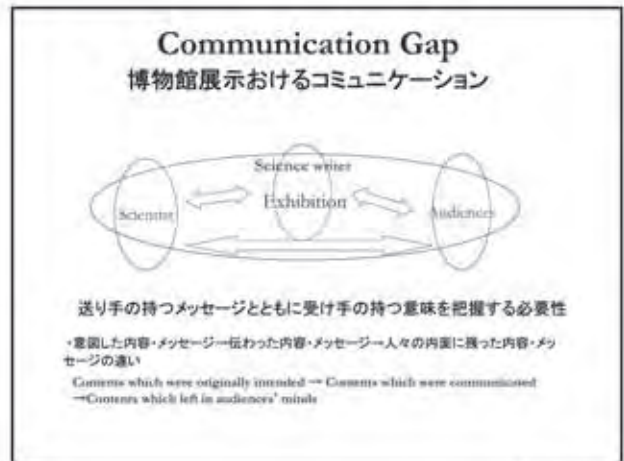 Communication Gap
博物館展示おけるコミュニケーション
Science writer
Scientist
Exhibition
Audiences
送り手の持つメッセージとともに受け手の持つ意味を把握する必要性
・意図した内容・メッセージ→伝わった内容・メッセージ→人々の内面に残った内容・メッ
セージの違い
Contents which were originally intended → Contents which were communicated
→Contents which left in audiences' minds